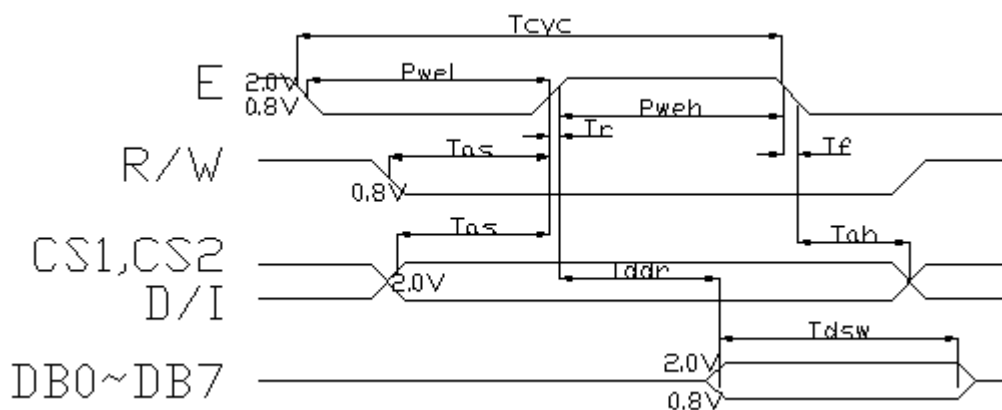 Tcyc
E
2.0V
Pwel
0.8V
Pweh
Tr
Tf
R/W
Tas
0.8V
Tas
Tah
CS1,CS2
Tddr
D/I
2.0V
Tdsw
2.0V
DB0~DB7
0.8V